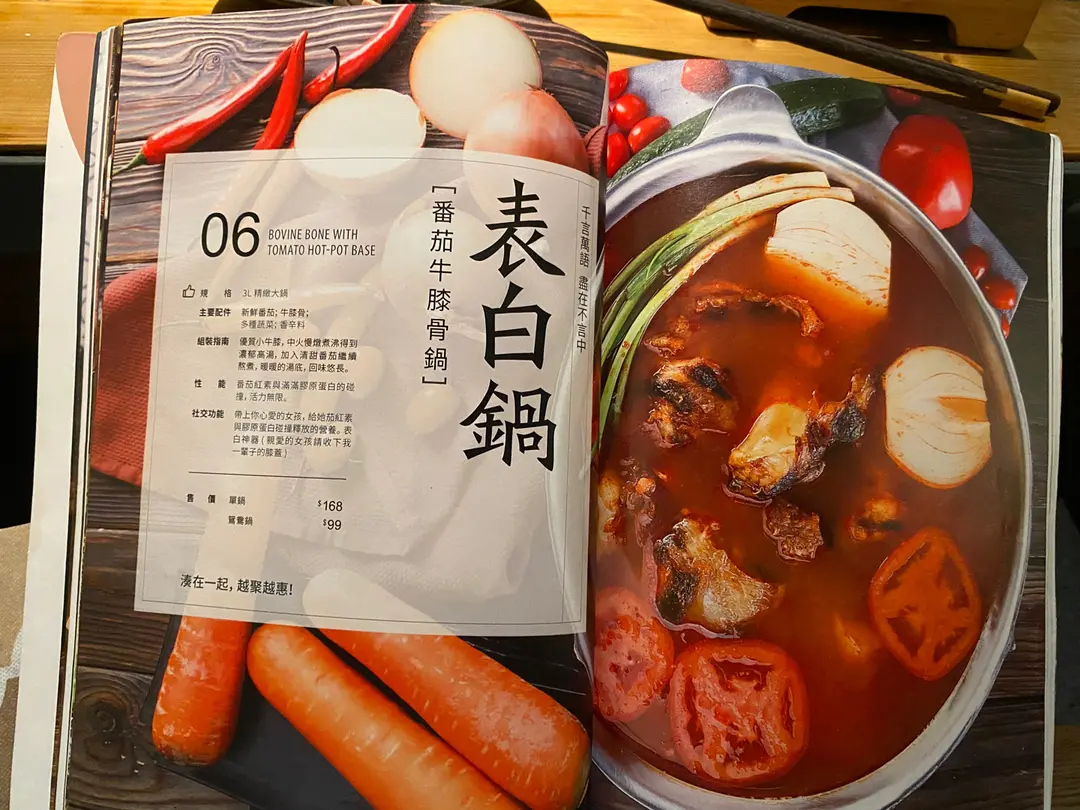 千言萬語 盡在不言中
表白鍋
[番茄牛膝骨鍋]
06 BOVINE BONE WITH
TOMATO HOT-POT BASE
規 格 3L精緻大鍋
主要配件 新鮮番茄; 牛膝骨;
多種蔬菜; 香辛料
組裝指南 優質小牛膝, 中火慢燉煮沸得到
濃郁高湯, 加入清甜番茄繼續
熬煮, 暖暖的湯底, 回味悠長。
性 能 番茄紅素與滿滿膠原蛋白的碰
撞, 活力無限。
社交功能 帶上你心愛的女孩, 給她茄紅素
與膠原蛋白碰撞釋放的營養。表
白神器 (親愛的女孩請收下我
一輩子的膝蓋)
售 價 單鍋 $168
鴛鴦鍋 $99
湊在一起, 越聚越惠!